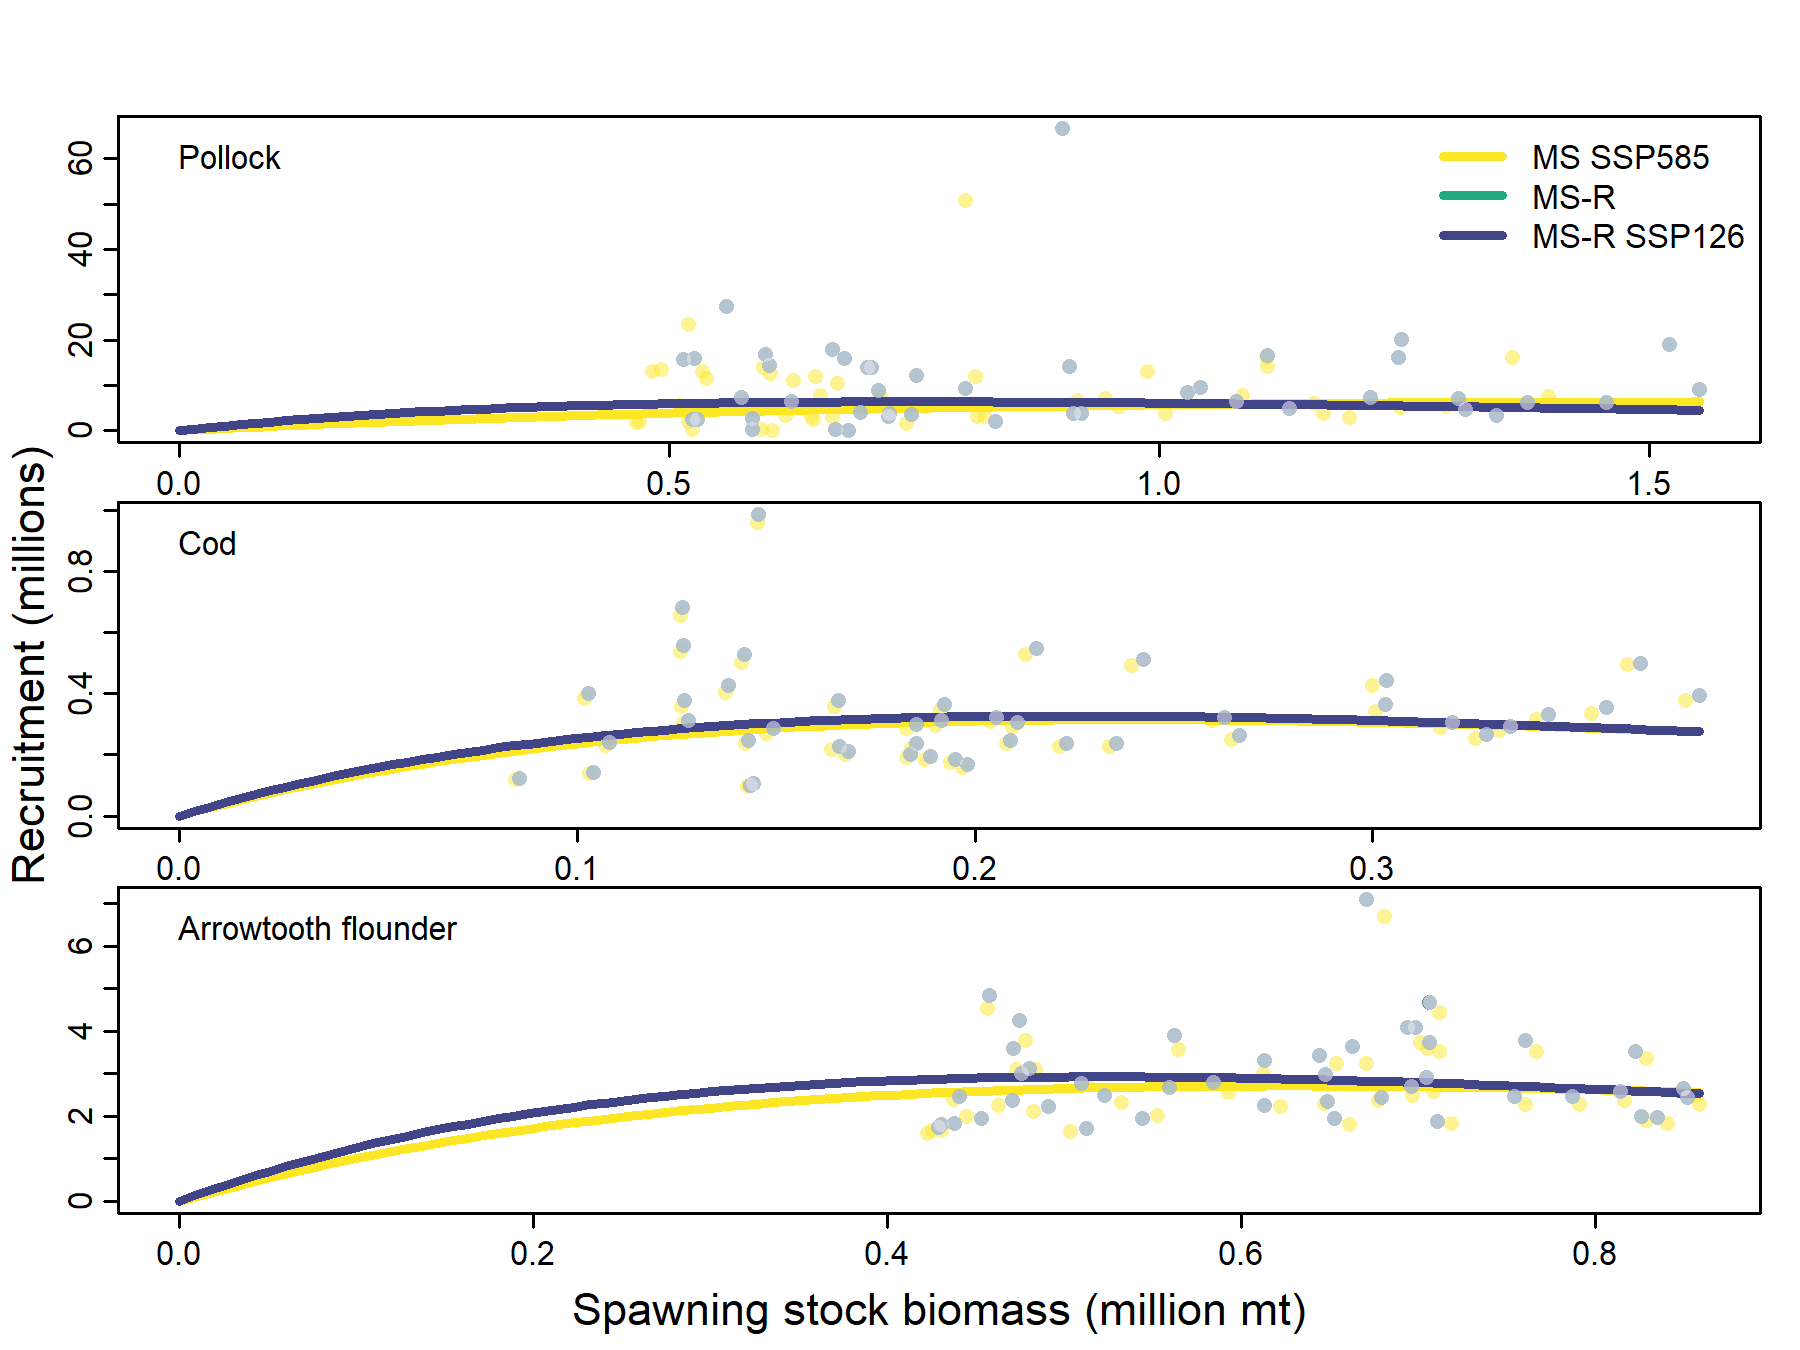 Pollock
MS SSP585
MS-R
MS-R SSP126
0
20
40
60
0.0 0.5 1.0 1.5
Cod
0.0
0.4
0.8
0.0 0.1 0.2 0.3
Arrowtooth flounder
0
2
4
6
0.0 0.2 0.4 0.6 0.8
Recruitment (millions)
Spawning stock biomass (million mt)